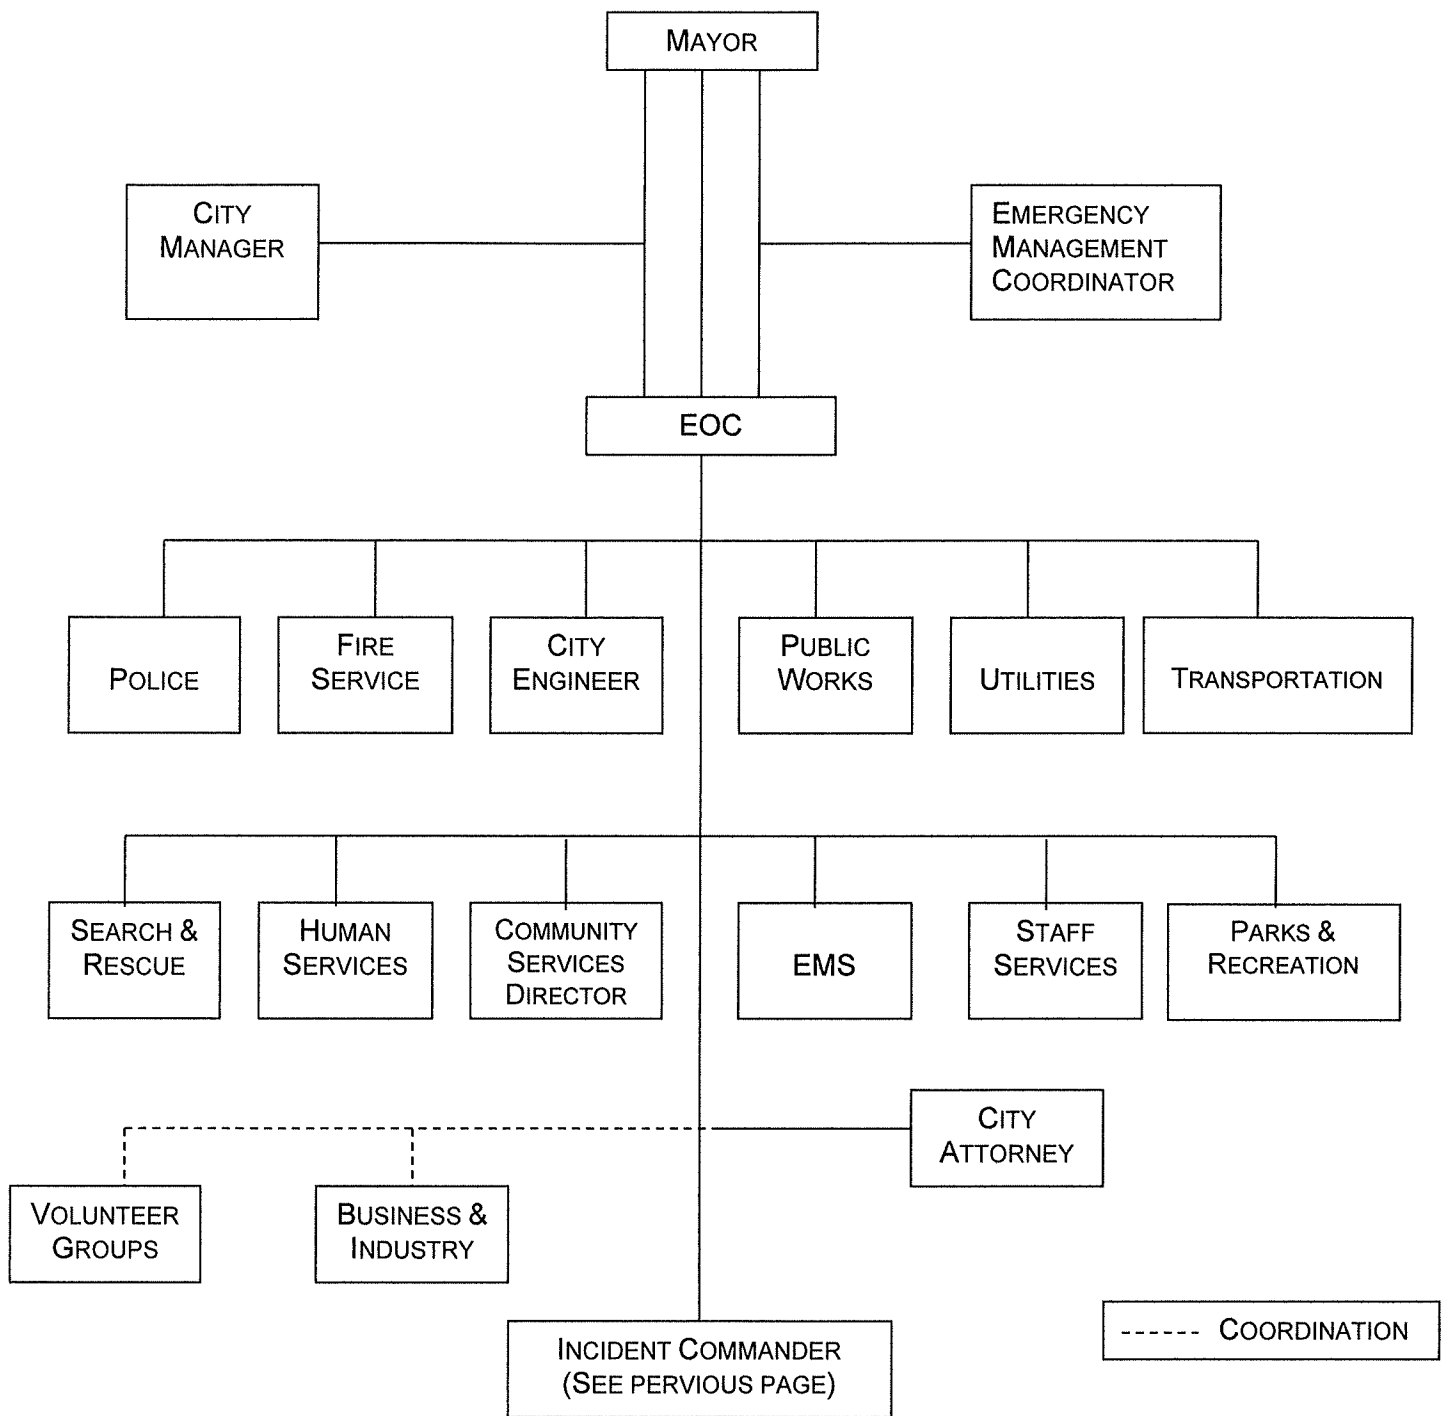 MAYOR
CITY
MANAGER
EMERGENCY
MANAGEMENT
COORDINATOR
EOC
POLICE
FIRE
SERVICE
CITY
ENGINEER
PUBLIC
WORKS
UTILITIES
TRANSPORTATION
SEARCH &
RESCUE
HUMAN
SERVICES
COMMUNITY
SERVICES
DIRECTOR
EMS
STAFF
SERVICES
PARKS &
RECREATION
CITY
ATTORNEY
VOLUNTEER
GROUPS
BUSINESS &
INDUSTRY
INCIDENT COMMANDER
(SEE PERVIOUS PAGE)
COORDINATION